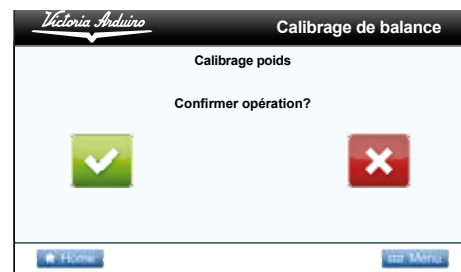 Victoria Arduino
Calibrage de balance
Calibrage poids
Confirmer opération?
Home
Menu